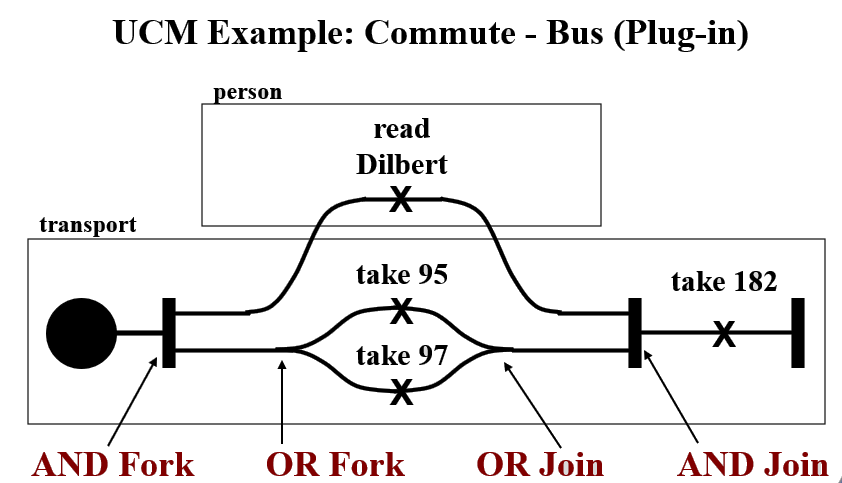 UCM Example: Commute - Bus (Plug-in)
person
read
Dilbert
transport
take 95
take 182
take 97
AND Fork
OR Fork
OR Join
AND Join